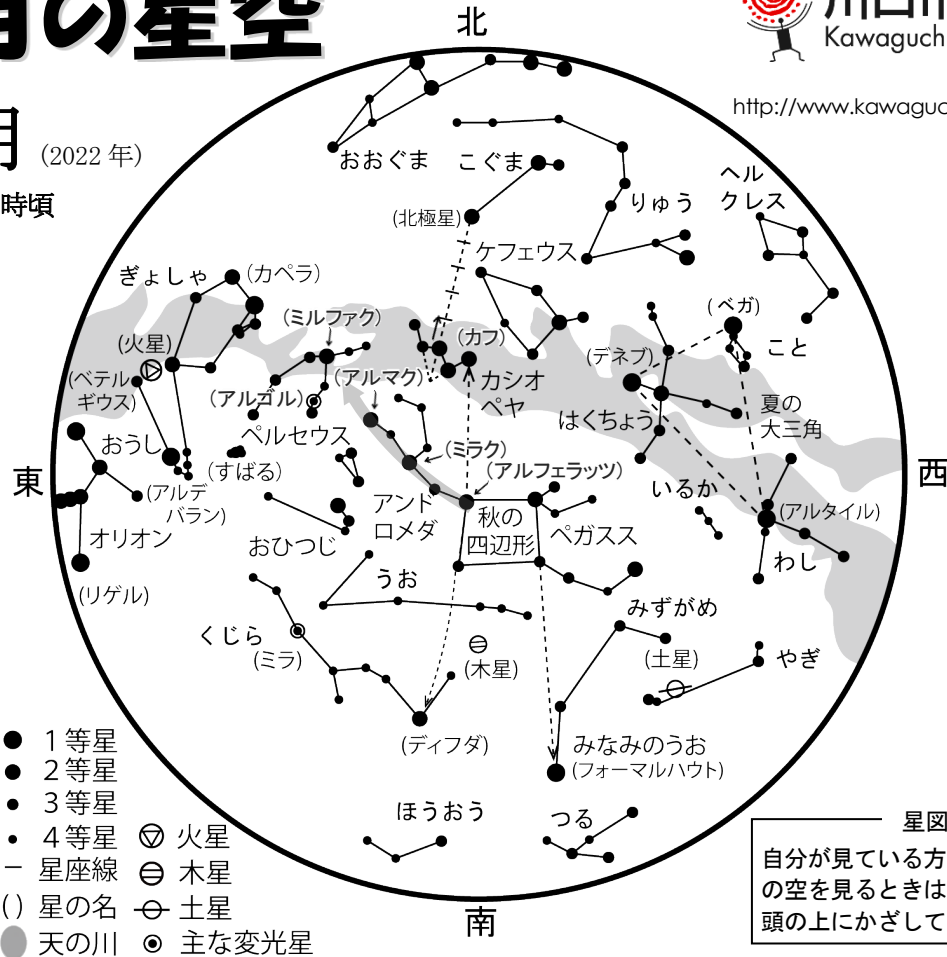 月の星空
北
川口市
Kawaguch
http://www.kawaguc
月 (2022 年)
時頃
おおぐま
こぐま
ヘル
クレス
りゅう
(北極星)
ケフェウス
ぎょしゃ
(カペラ)
(ミルファク)
(ベガ)
(火星)
(カフ)
(デネブ)
こと
(ベテル
ギウス)
(アルマク)
カシオ
ペヤ
(アルゴル)
はくちょう
夏の
大三角
おうし
ペルセウス
(ミラク)
(すばる)
(アルフェラッツ)
東
西
(アルデ
バラン)
アンド
ロメダ
秋の
四辺形
いるか
(アルタイル)
オリオン
おひつじ
ペガスス
わし
(リゲル)
うお
みずがめ
くじら
(ミラ)
(木星)
(土星)
やぎ
(ディフダ)
みなみのうお
(フォーマルハウト)
ほうおう
つる
南
1等星
2等星
3等星
4等星
火星
星座線
木星
() 星の名
土星
天の川
主な変光星
星図
自分が見ている方
の空を見るときは
頭の上にかざして